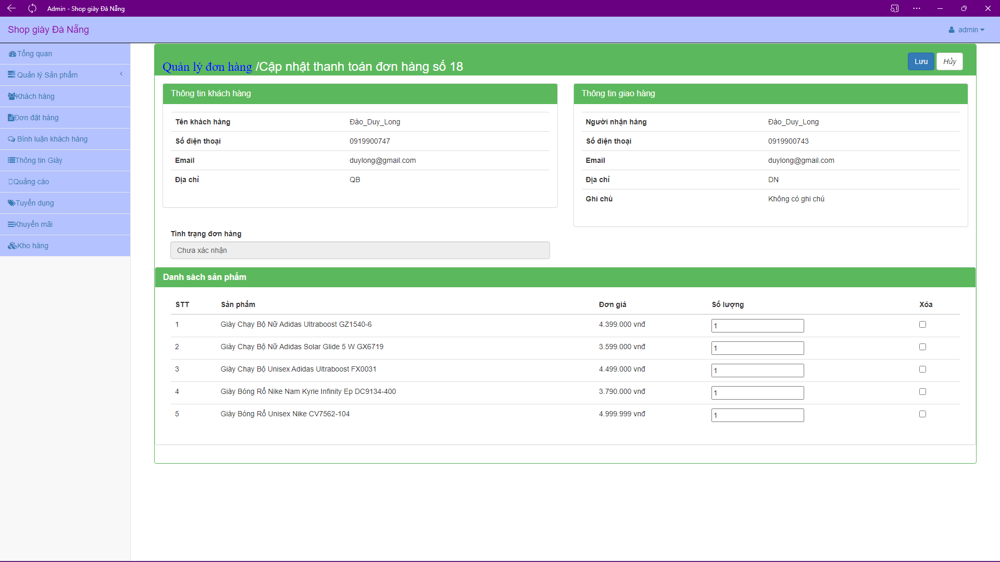 Admin - Shop giày Đà Nẵng
Shop giày Đà Nẵng
admin
Tổng quan
Quản lý Sản phẩm
Khách hàng
Đơn đặt hàng
Bình luận khách hàng
Thông tin Giày
Quảng cáo
Tuyển dụng
Khuyến mãi
Kho hàng
Quản lý đơn hàng /Cập nhật thanh toán đơn hàng số 18
Lưu
Hủy
Thông tin khách hàng
Tên khách hàng Đào_Duy_Long
Số điện thoại 0919900747
Email duylong@gmail.com
Địa chỉ QB
Thông tin giao hàng
Người nhận hàng Đào_Duy_Long
Số điện thoại 0919900743
Email duylong@gmail.com
Địa chỉ DN
Ghi chú Không có ghi chú
Tình trạng đơn hàng
Chưa xác nhận
Danh sách sản phẩm
STT Sản phẩm Đơn giá Số lượng Xóa
1 Giày Chạy Bộ Nữ Adidas Ultraboost GZ1540-6 4.399.000 vnđ 1
2 Giày Chạy Bộ Nữ Adidas Solar Glide 5 W GX6719 3.599.000 vnđ 1
3 Giày Chạy Bộ Unisex Adidas Ultraboost FX0031 4.499.000 vnđ 1
4 Giày Bóng Rổ Nike Nam Kyrie Infinity Ep DC9134-400 3.790.000 vnđ 1
5 Giày Bóng Rổ Unisex Nike CV7562-104 4.999.999 vnđ 1